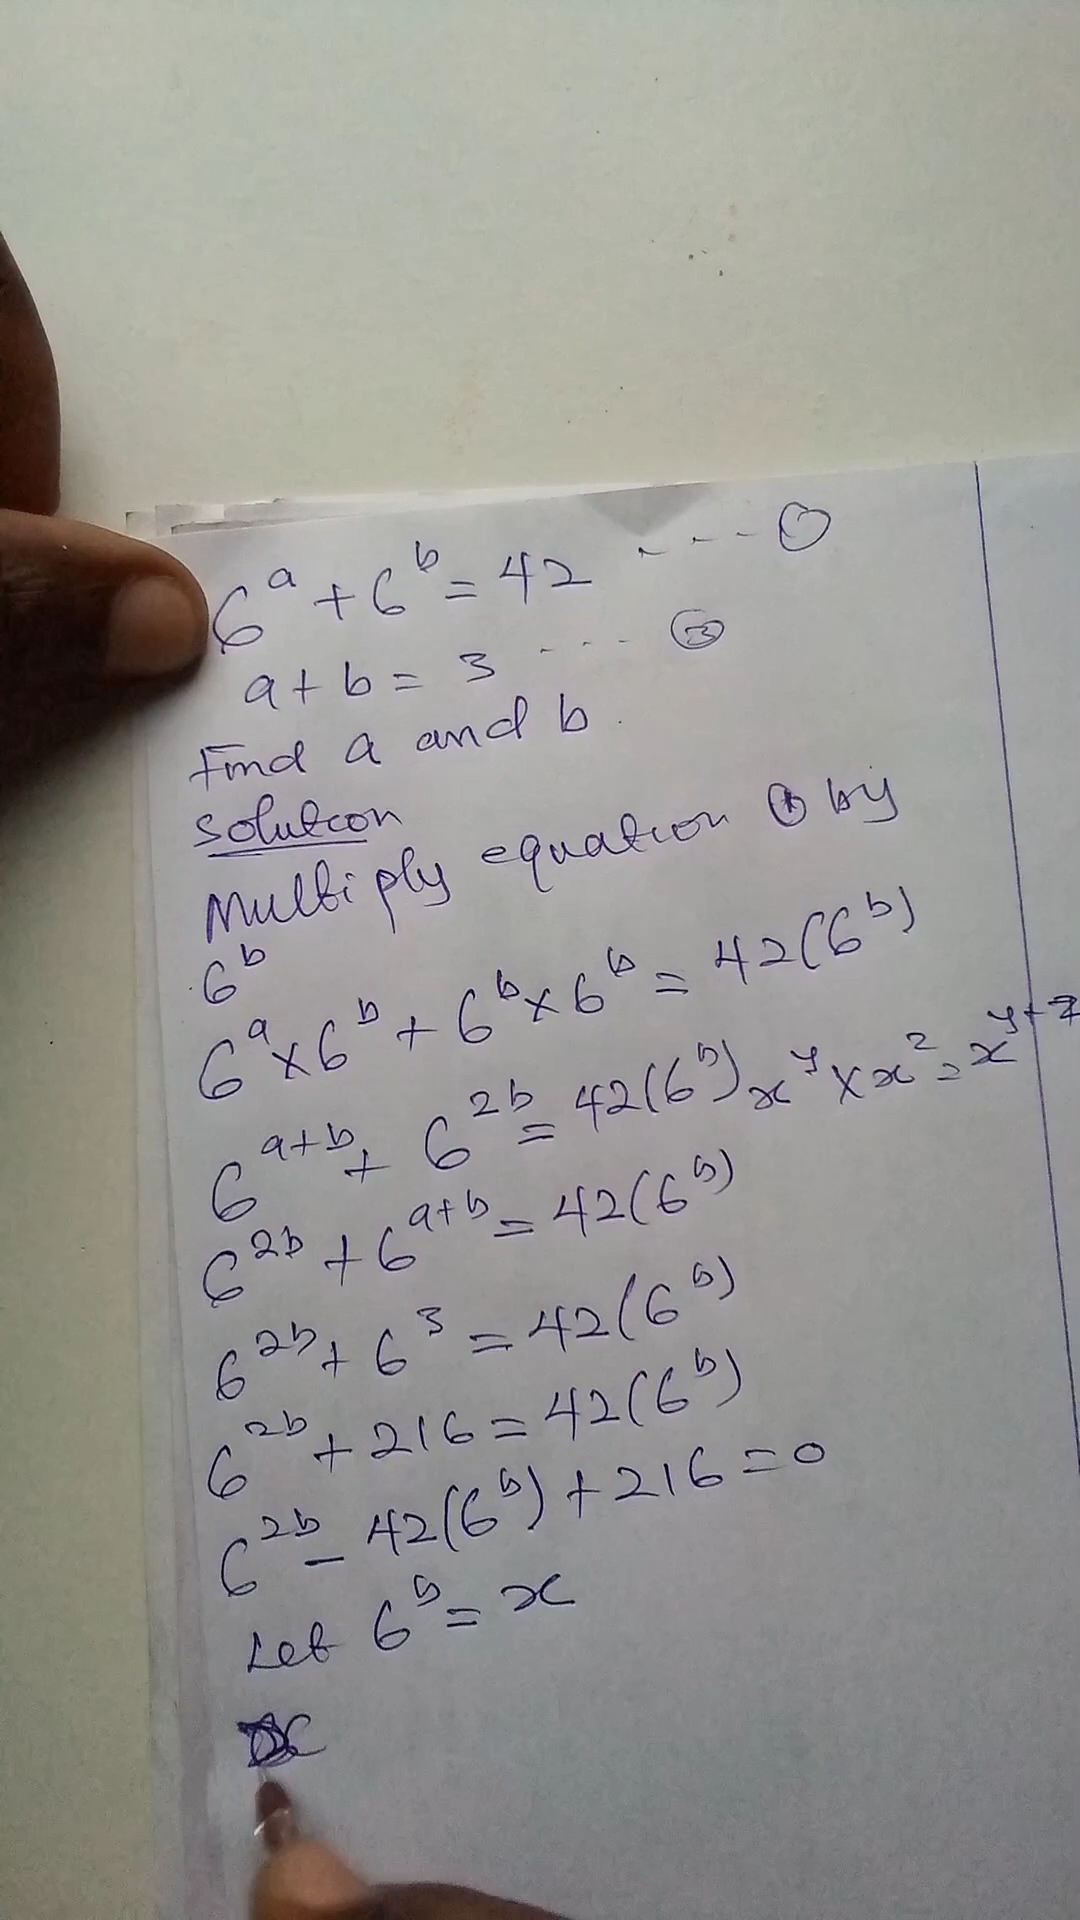 6^a + 6^b = 42 ---- ①
a + b = 3 ---- ②
Find a and b.
Solution
Multiply equation ① by
6^b
6^a × 6^b + 6^b × 6^b = 42(6^b)
6^{a+b} + 6^{2b} = 42(6^b) x^y × x^z = x^{y+z}
6^{2b} + 6^{a+b} = 42(6^b)
6^{2b} + 6^3 = 42(6^b)
6^{2b} + 216 = 42(6^b)
6^{2b} - 42(6^b) + 216 = 0
Let 6^b = x